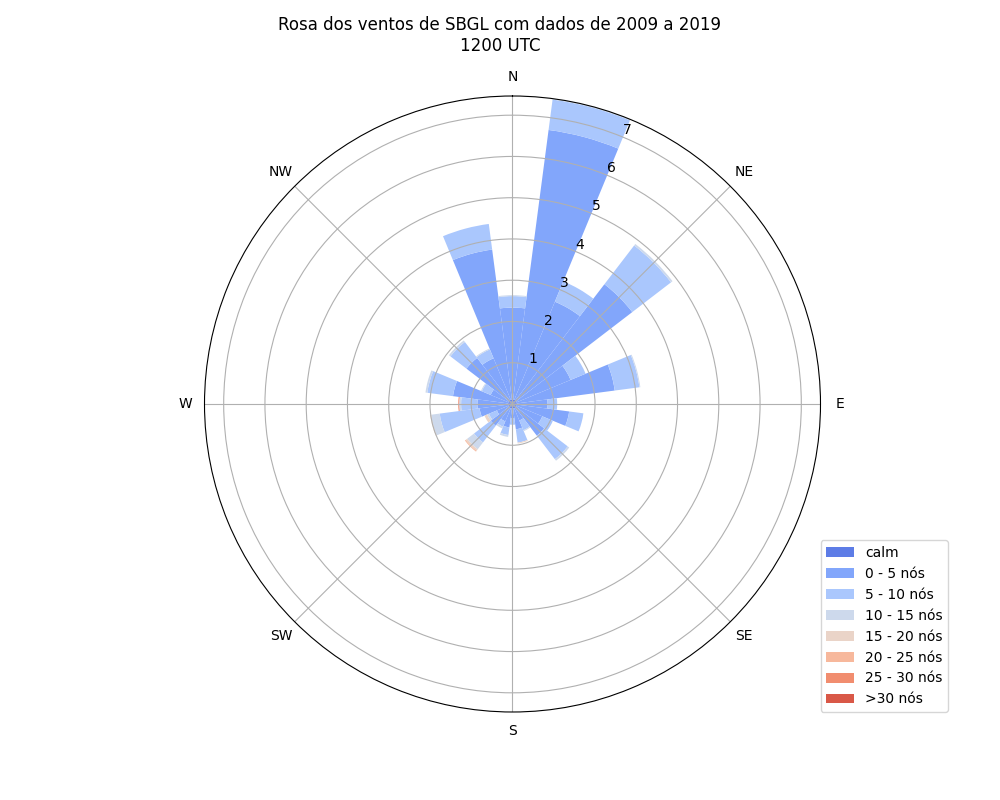 Rosa dos ventos de SBGL com dados de 2009 a 2019
1200 UTC
N
NW
NE
7
6
5
4
3
2
1
W
E
SW
SE
S
calm
0 - 5 nós
5 - 10 nós
10 - 15 nós
15 - 20 nós
20 - 25 nós
25 - 30 nós
>30 nós